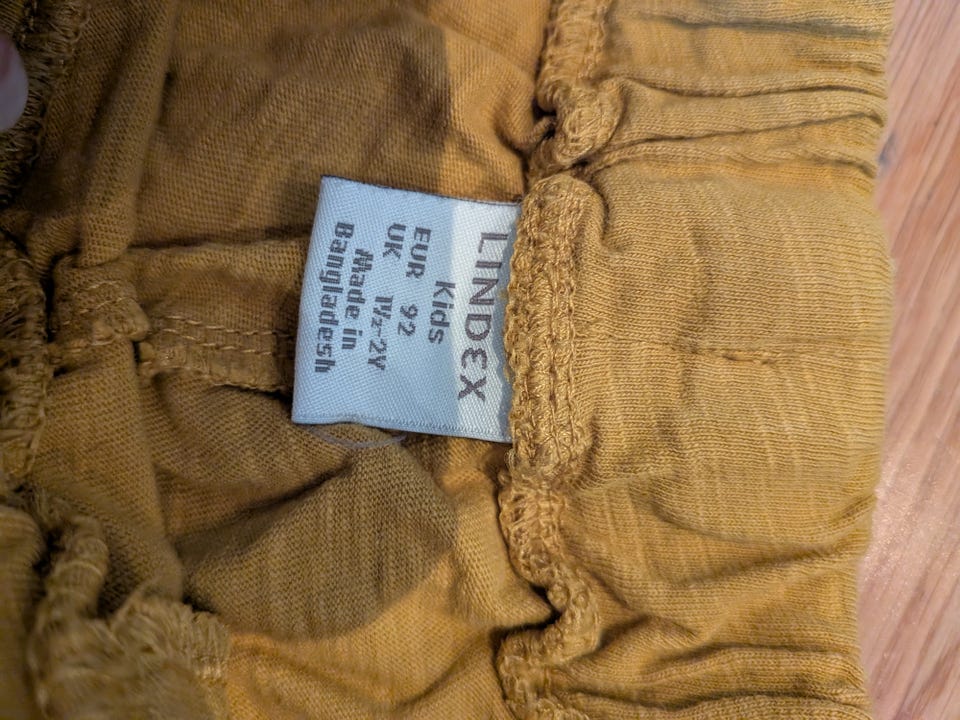 LINDEX
Kids
EUR 92
UK 1½-2Y
Made in
Bangladesh